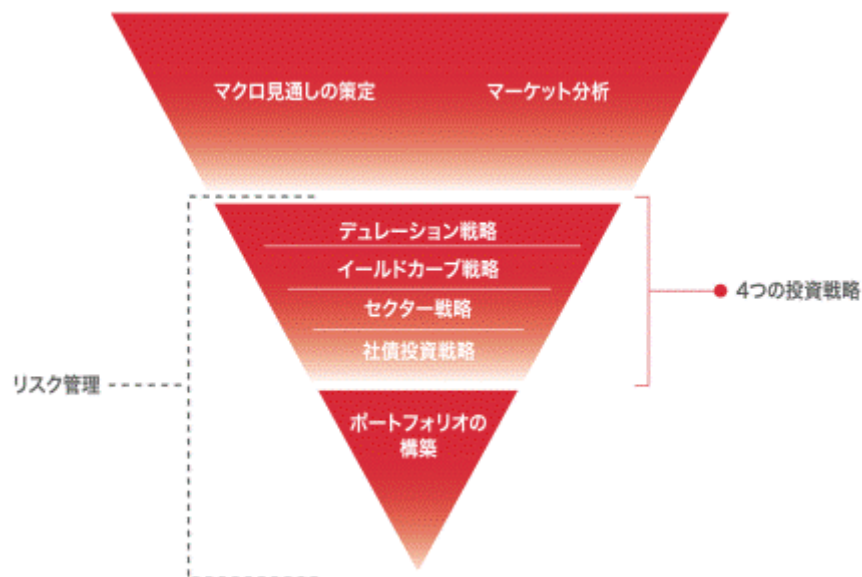 マクロ見通しの策定
マーケット分析
デュレーション戦略
イールドカーブ戦略
セクター戦略
社債投資戦略
4つの投資戦略
リスク管理
ポートフォリオの
構築